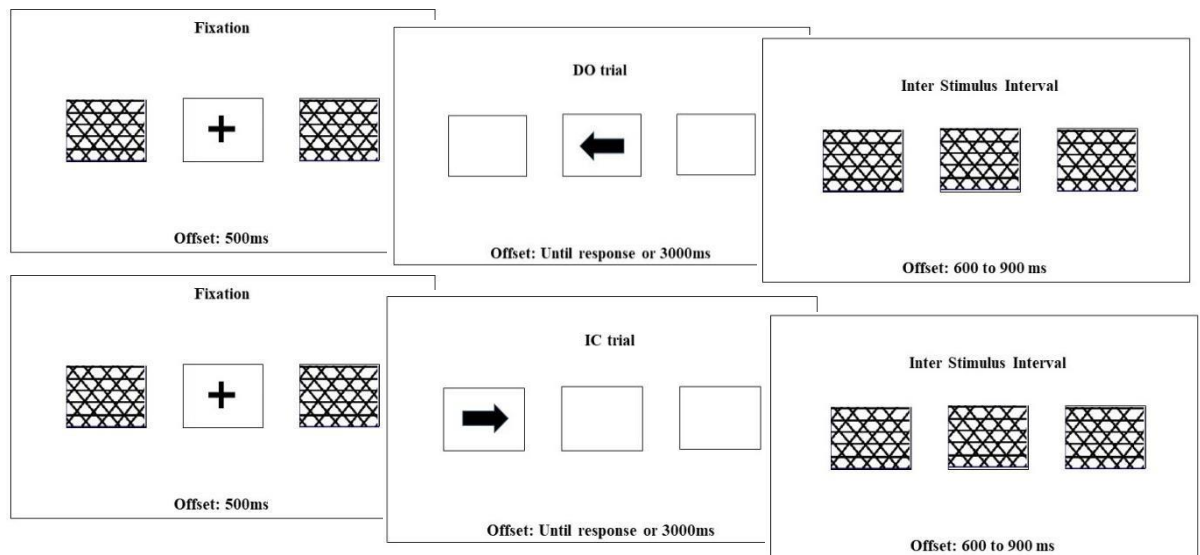 Fixation
Offset: 500ms
DO trial
Offset: Until response or 3000ms
Inter Stimulus Interval
Offset: 600 to 900 ms
Fixation
Offset: 500ms
IC trial
Offset: Until response or 3000ms
Inter Stimulus Interval
Offset: 600 to 900 ms